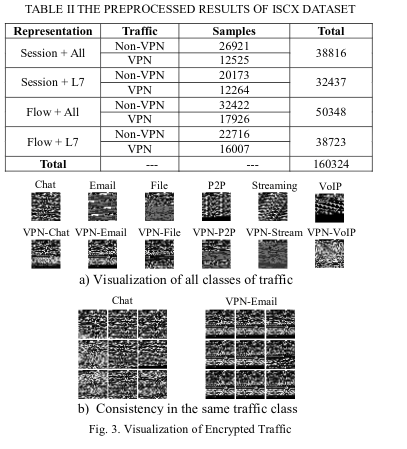 TABLE II THE PREPROCESSED RESULTS OF ISCX DATASET
Representation Traffic Samples Total
Session + All Non-VPN 26921 38816
VPN 12525
Session + L7 Non-VPN 20173 32437
VPN 12264
Flow + All Non-VPN 32422 50348
VPN 17926
Flow + L7 Non-VPN 22716 38723
VPN 16007
Total --- --- 160324
Chat Email File P2P Streaming VoIP
VPN-Chat VPN-Email VPN-File VPN-P2P VPN-Stream VPN-VoIP
a) Visualization of all classes of traffic
Chat VPN-Email
b) Consistency in the same traffic class
Fig. 3. Visualization of Encrypted Traffic